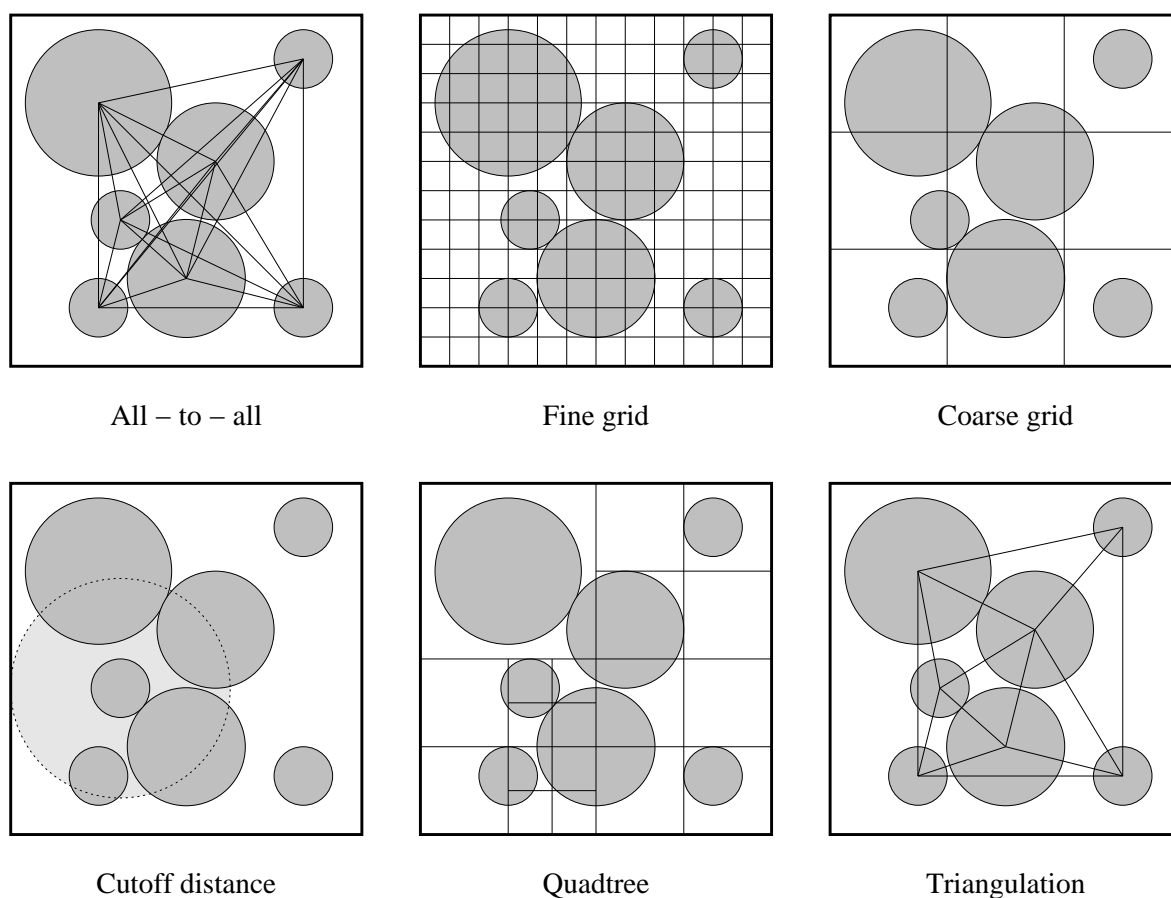 All – to – all
Fine grid
Coarse grid
Cutoff distance
Quadtree
Triangulation